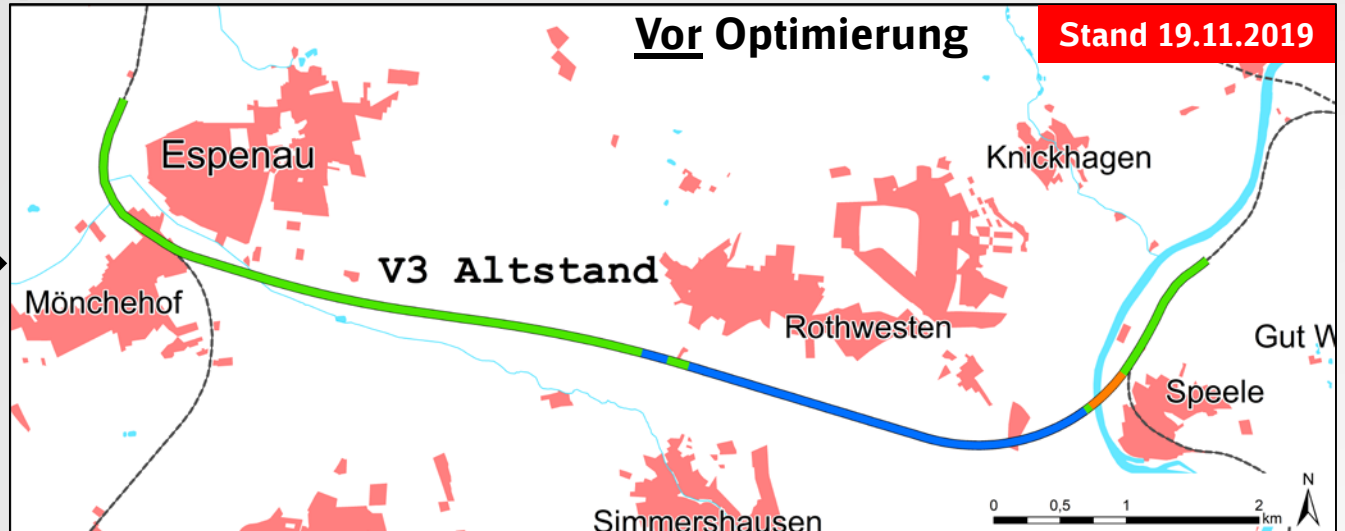 Vor Optimierung
Stand 19.11.2019
Espenau
Knickhagen
V3 Altstand
Mönchehof
Rothwesten
Gut W
Speele
Simmershausen
0 0,5 1 2 km
N